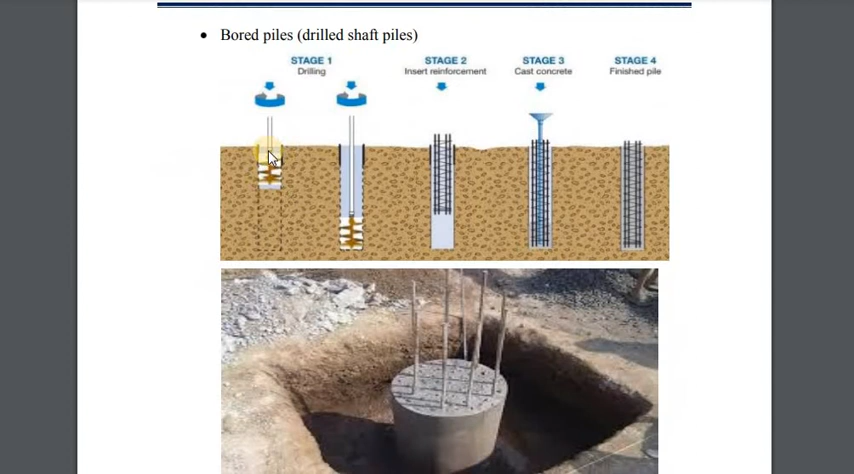 • Bored piles (drilled shaft piles)
STAGE 1
Drilling
STAGE 2
Insert reinforcement
STAGE 3
Cast concrete
STAGE 4
Finished pile